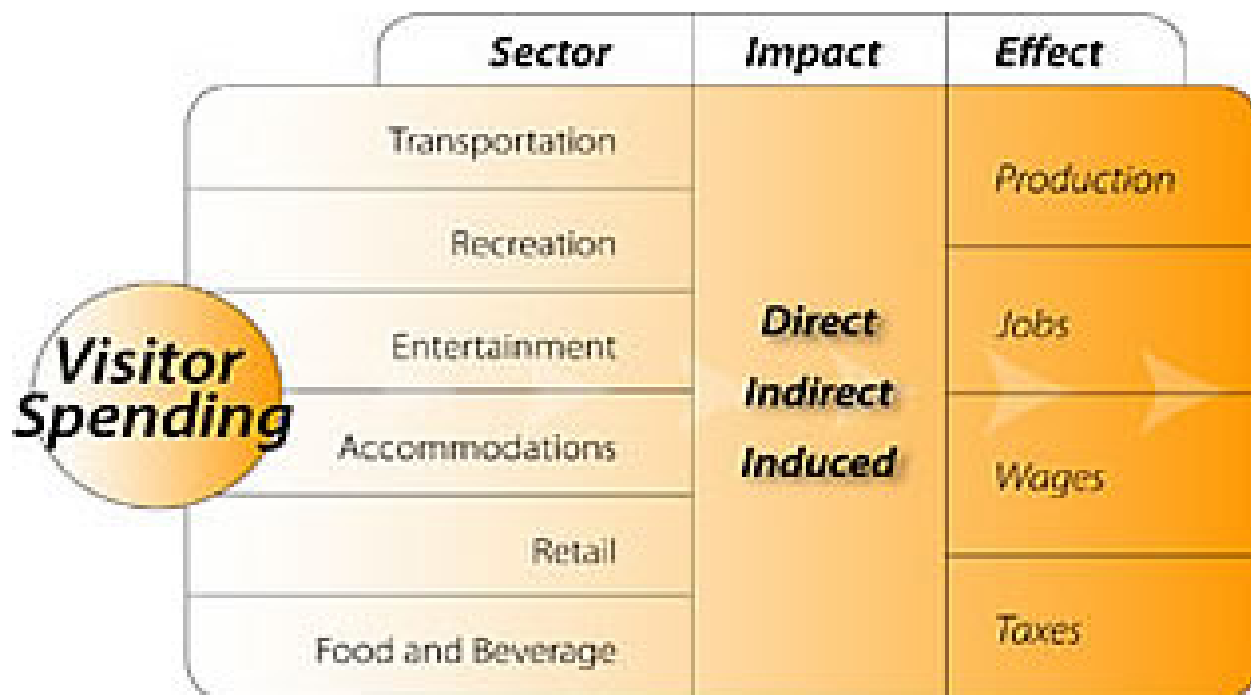 Sector Impact Effect
Visitor
Spending
Transportation
Recreation
Entertainment
Accommodations
Retail
Food and Beverage
Direct
Indirect
Induced
Production
Jobs
Wages
Taxes